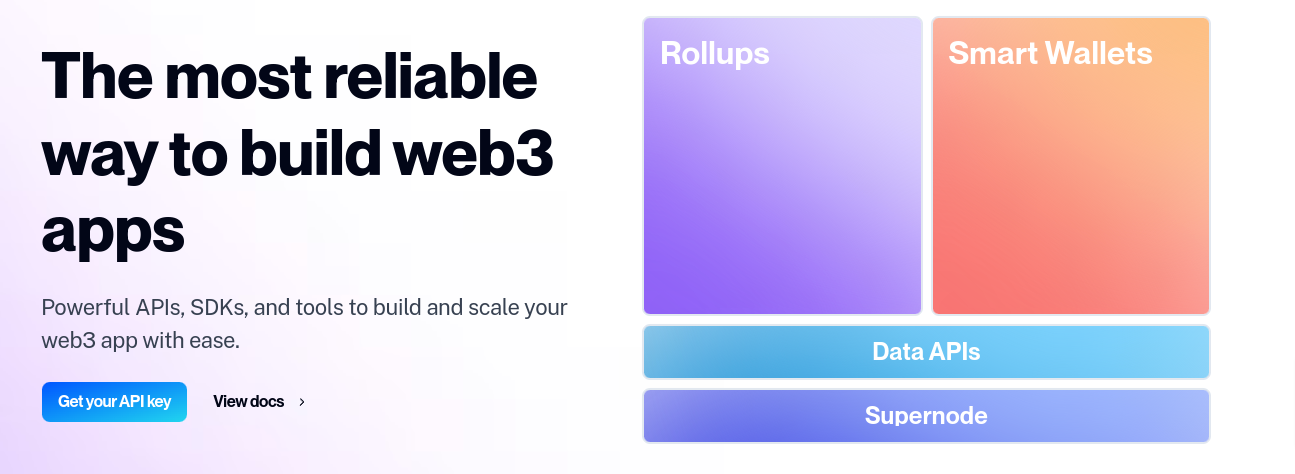 The most reliable
way to build web3
apps
Powerful APIs, SDKs, and tools to build and scale your
web3 app with ease.
Get your API key
View docs
Rollups
Smart Wallets
Data APIs
Supernode